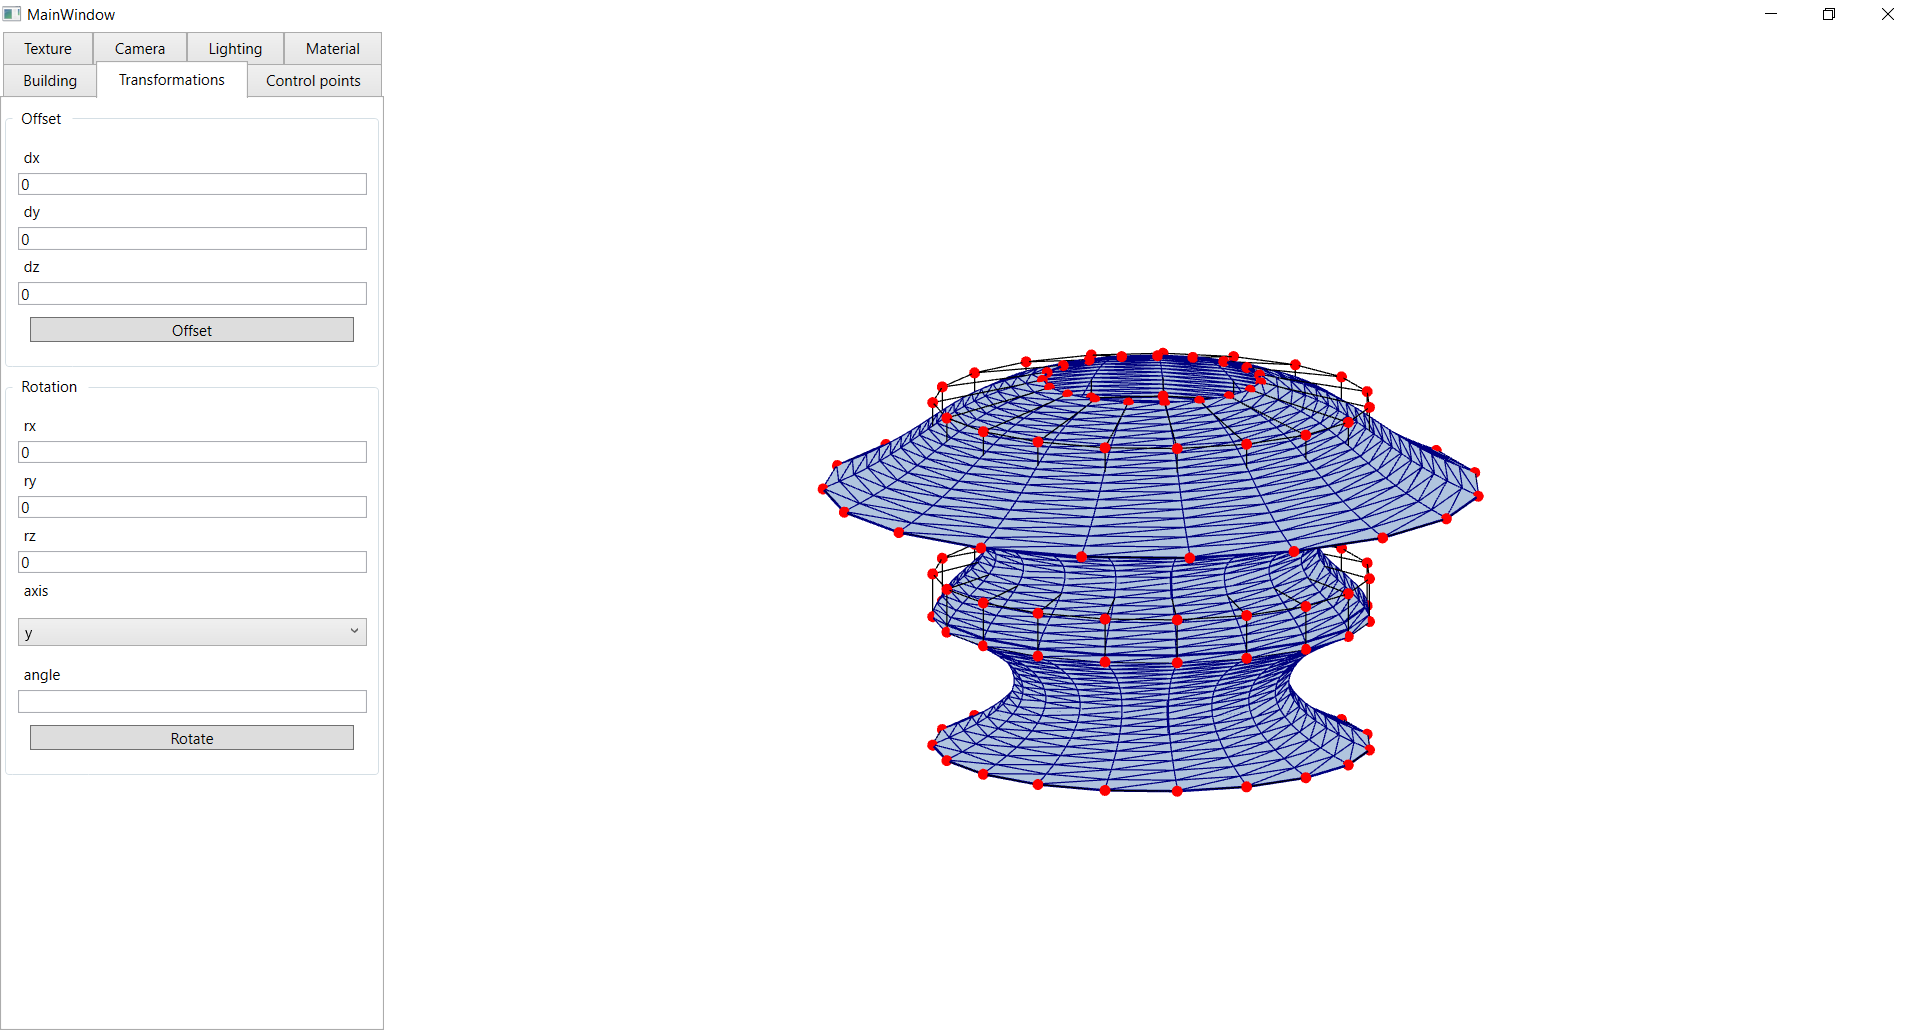 MainWindow
Texture Camera Lighting Material
Building Transformations Control points
Offset
dx
0
dy
0
dz
0
Offset
Rotation
rx
0
ry
0
rz
0
axis
y
angle
Rotate